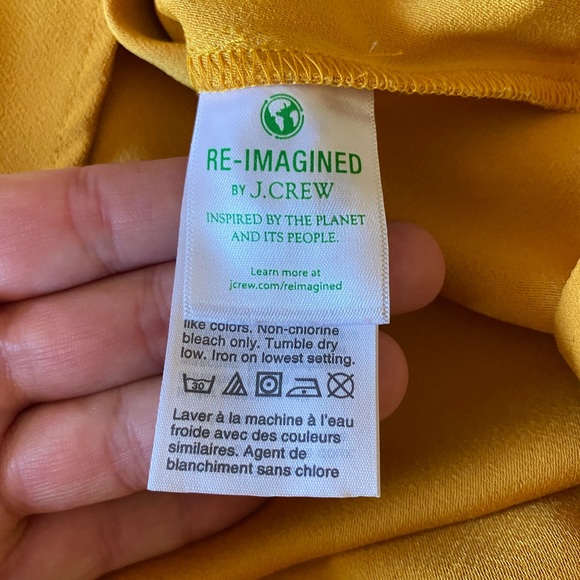 RE-IMAGINED
BY J.CREW
INSPIRED BY THE PLANET
AND ITS PEOPLE.
Learn more at
jcrew.com/reimagined
like colors. Non-chlorine
bleach only. Tumble dry
low. Iron on lowest setting.
30
Laver à la machine à l'eau
froide avec des couleurs
similaires. Agent de
blanchiment sans chlore